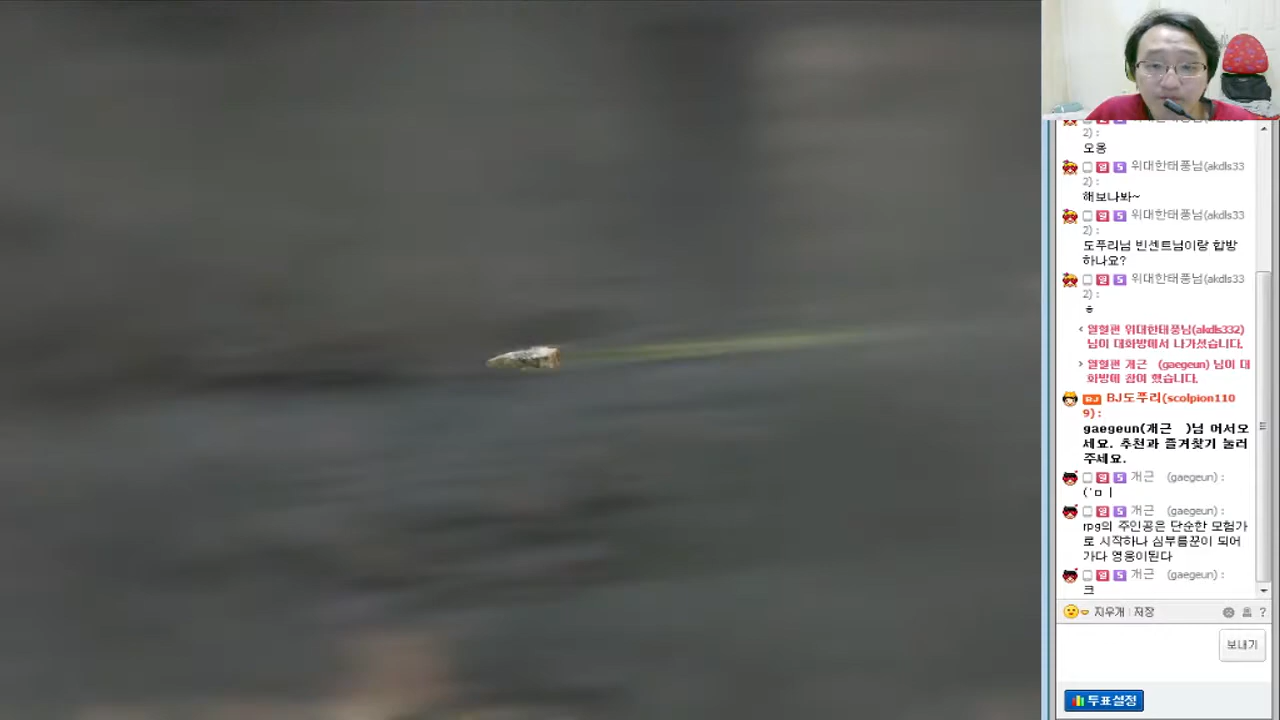 2) :
오옹
위대한태풍님(akdls33
2) :
해보나봐~
위대한태풍님(akdls33
2) :
도푸리님 빈센트님이랑 합방
하나요?
위대한태풍님(akdls33
2) :
ㅎ
열혈팬 위대한태풍님(akdls332)
님이 대화방에서 나가셨습니다.
열혈팬 개근 (gaegeun) 님이 대
화방에 참여 했습니다.
BJ BJ도푸리(scolpion110
9) :
gaegeun(개근 )님 어서오
세요. 추천과 즐겨찾기 눌러
주세요.
열 S 개근 (gaegeun) :
('ㅁ |
열 S 개근 (gaegeun) :
rpg의 주인공은 단순한 모험가
로 시작하나 심부름꾼이 되어
가다 영웅이된다
열 S 개근 (gaegeun) :
크
지우개 | 저장 ?
보내기
투표설정